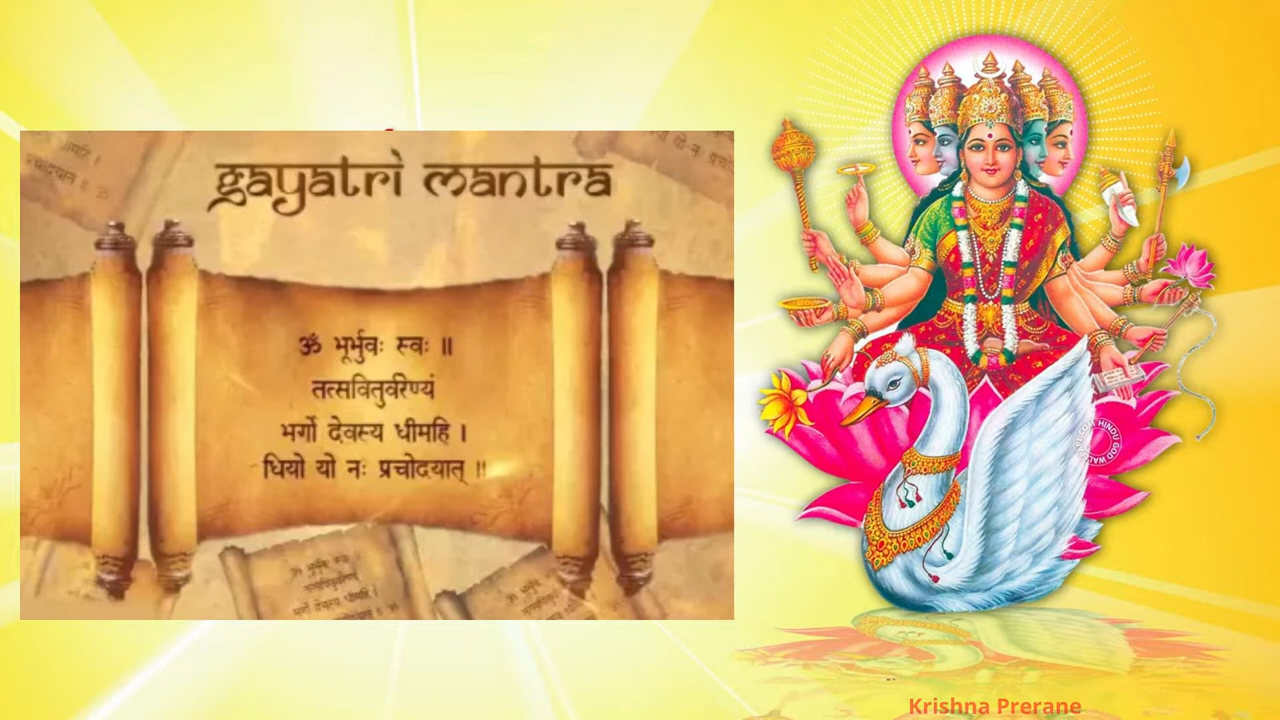 gayatri mantra
ॐ भूर्भुवः स्वः ॥
तत्सवितुर्वरेण्यं
भर्गो देवस्य धीमहि ।
धियो यो नः प्रचोदयात् ॥
Krishna Prerane